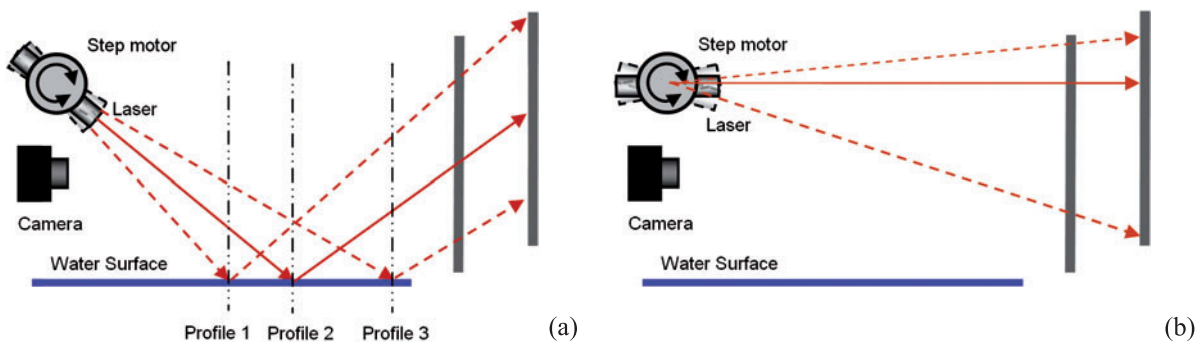 Step motor
Laser
Camera
Water Surface
Profile 1 Profile 2 Profile 3
(a)
Step motor
Laser
Camera
Water Surface
(b)